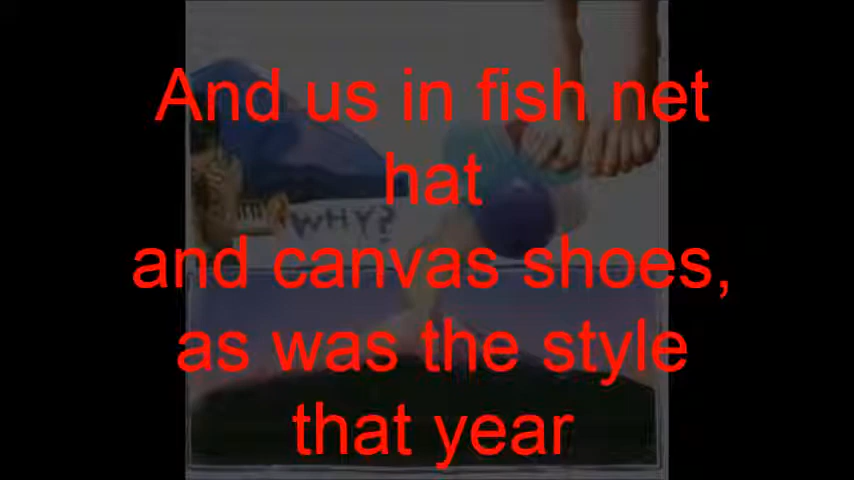 And us in fish net
hat
and canvas shoes,
as was the style
that year
WHY?